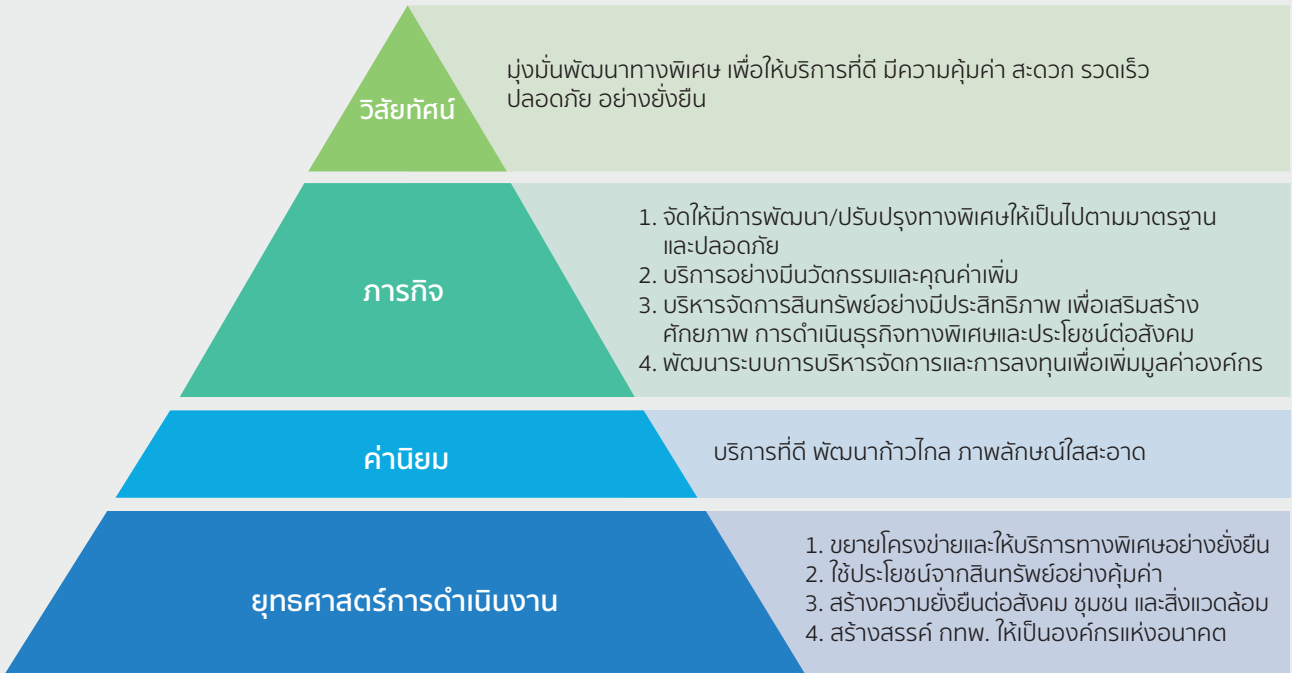 วิสัยทัศน์
มุ่งมั่นพัฒนาทางพิเศษ เพื่อให้บริการที่ดี มีความคุ้มค่า สะดวก รวดเร็ว
ปลอดภัย อย่างยั่งยืน
ภารกิจ
1. จัดให้มีการพัฒนา/ปรับปรุงทางพิเศษให้เป็นไปตามมาตรฐาน
และปลอดภัย
2. บริการอย่างมีนวัตกรรมและคุณค่าเพิ่ม
3. บริหารจัดการสินทรัพย์อย่างมีประสิทธิภาพ เพื่อเสริมสร้าง
ศักยภาพ การดำเนินธุรกิจทางพิเศษและประโยชน์ต่อสังคม
4. พัฒนาระบบการบริหารจัดการและการลงทุนเพื่อเพิ่มมูลค่าองค์กร
ค่านิยม
บริการที่ดี พัฒนาก้าวไกล ภาพลักษณ์ใสสะอาด
ยุทธศาสตร์การดำเนินงาน
1. ขยายโครงข่ายและให้บริการทางพิเศษอย่างยั่งยืน
2. ใช้ประโยชน์จากสินทรัพย์อย่างคุ้มค่า
3. สร้างความยั่งยืนต่อสังคม ชุมชน และสิ่งแวดล้อม
4. สร้างสรรค์ กทพ. ให้เป็นองค์กรแห่งอนาคต